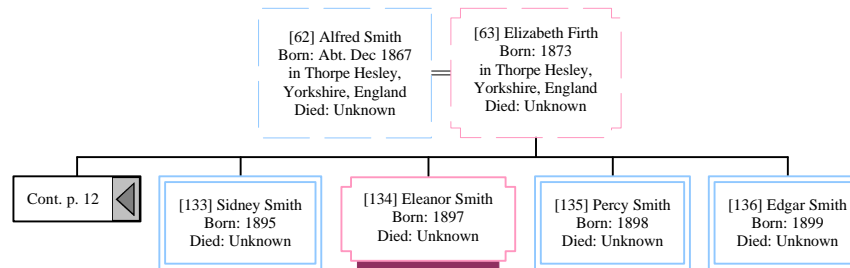 [62] Alfred Smith
Born: Abt. Dec 1867
in Thorpe Hesley,
Yorkshire, England
Died: Unknown
[63] Elizabeth Firth
Born: 1873
in Thorpe Hesley,
Yorkshire, England
Died: Unknown
Cont. p. 12
[133] Sidney Smith
Born: 1895
Died: Unknown
[134] Eleanor Smith
Born: 1897
Died: Unknown
[135] Percy Smith
Born: 1898
Died: Unknown
[136] Edgar Smith
Born: 1899
Died: Unknown